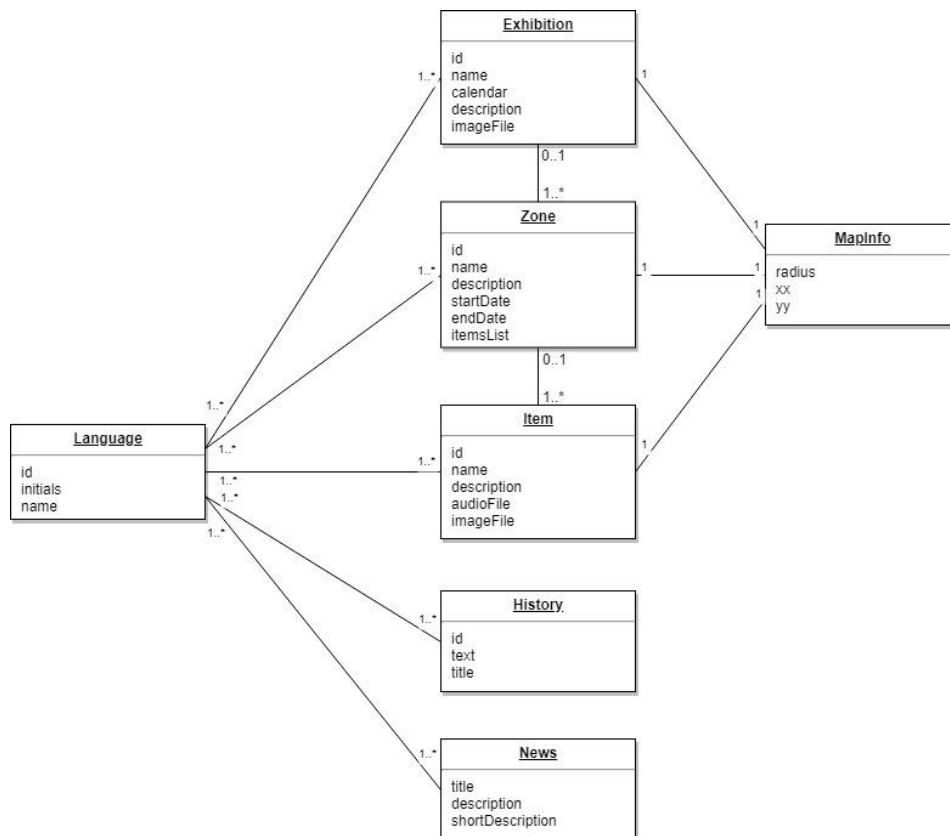 Exhibition
id
name
calendar
description
imageFile
1..*
1
0..1
1..*
Zone
id
name
description
startDate
endDate
itemsList
1..*
1
1
1
1
MapInfo
radius
xx
yy
0..1
1..*
Item
id
name
description
audioFile
imageFile
1..*
1
Language
id
initials
name
1..*
1..*
1..*
1..*
1..*
History
id
text
title
1..*
News
title
description
shortDescription
1..*